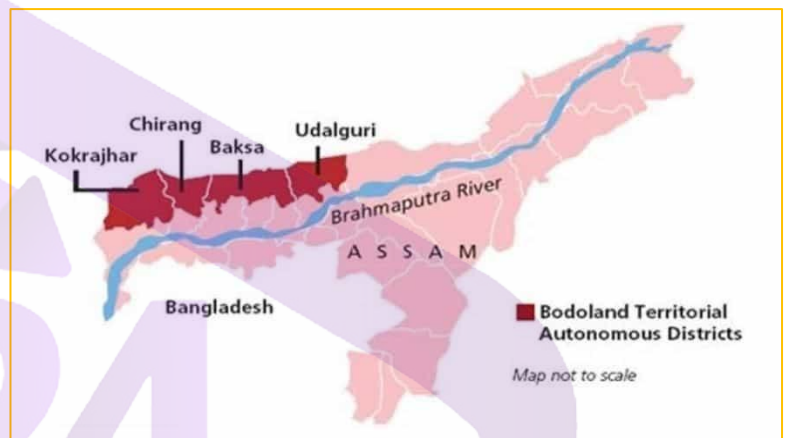 Chirang
Udalguri
Baksa
Kokrajhar
Brahmaputra River
A S S A M
Bangladesh
Bodoland Territorial
Autonomous Districts
Map not to scale